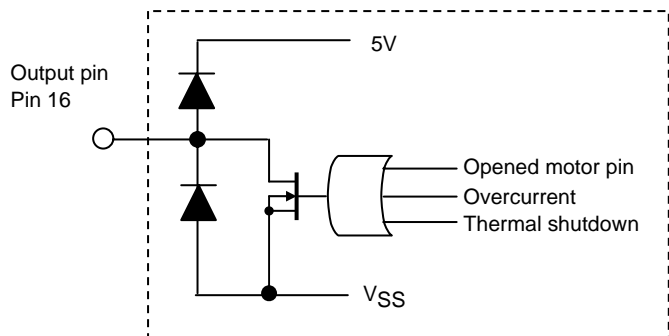 5V
Output pin
Pin 16
Opened motor pin
Overcurrent
Thermal shutdown
VSS